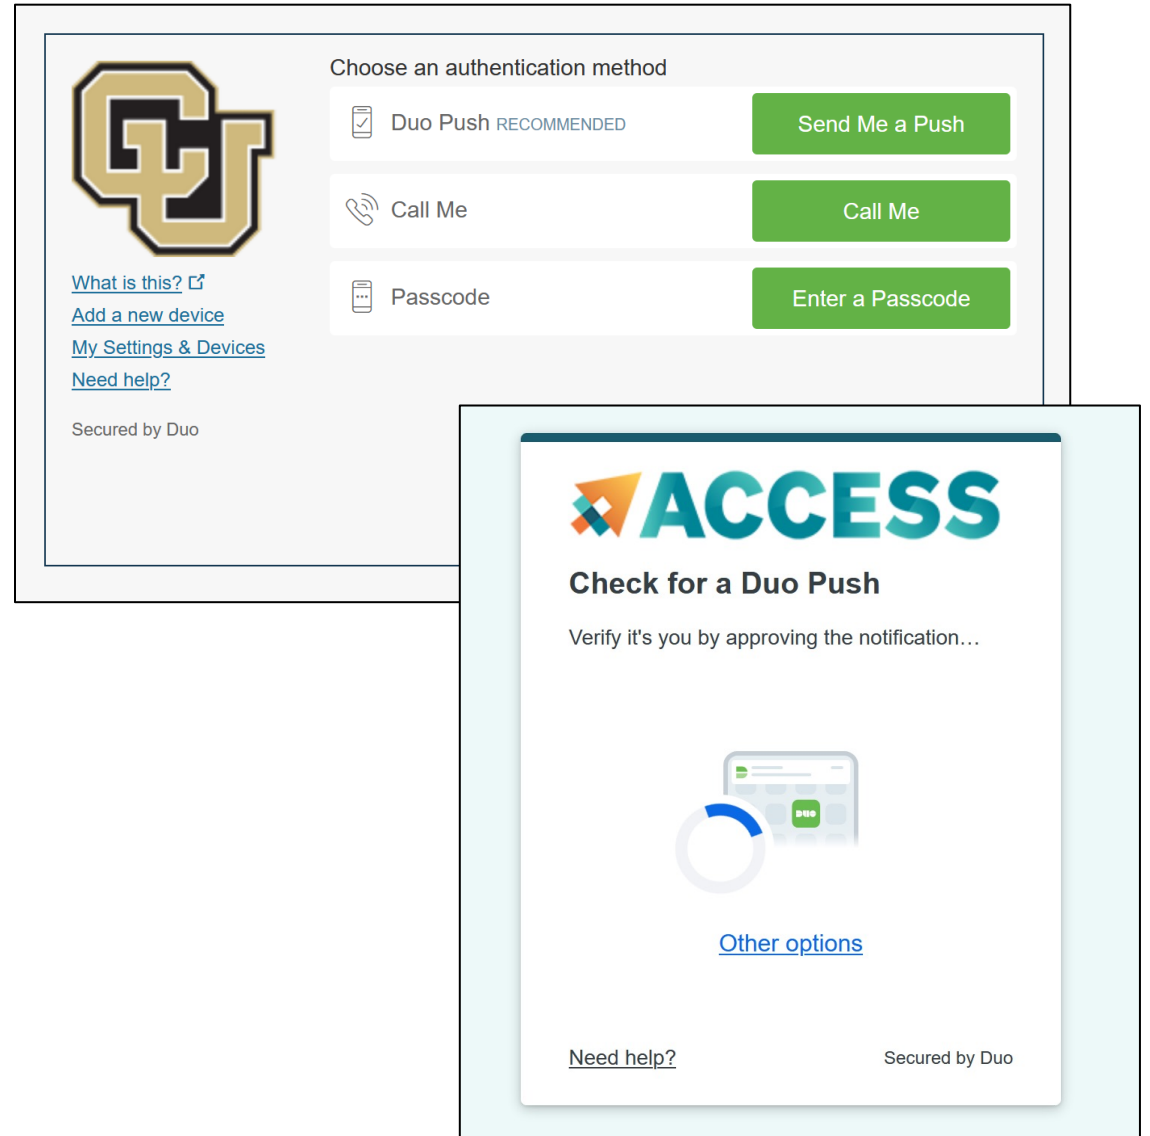 CU
Choose an authentication method
Duo Push RECOMMENDED
Send Me a Push
Call Me
Call Me
Passcode
Enter a Passcode
What is this?
Add a new device
My Settings & Devices
Need help?
Secured by Duo
ACCESS
Check for a Duo Push
Verify it's you by approving the notification…
DUO
Other options
Need help?
Secured by Duo